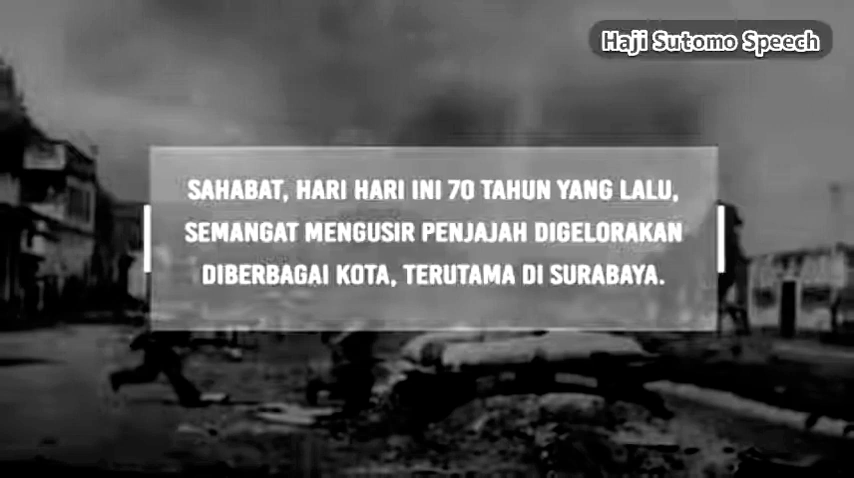 Haji Sutomo Speech
SAHABAT, HARI HARI INI 70 TAHUN YANG LALU,
SEMANGAT MENGUSIR PENJAJAH DIGELORAKAN
DIBERBAGAI KOTA, TERUTAMA DI SURABAYA.